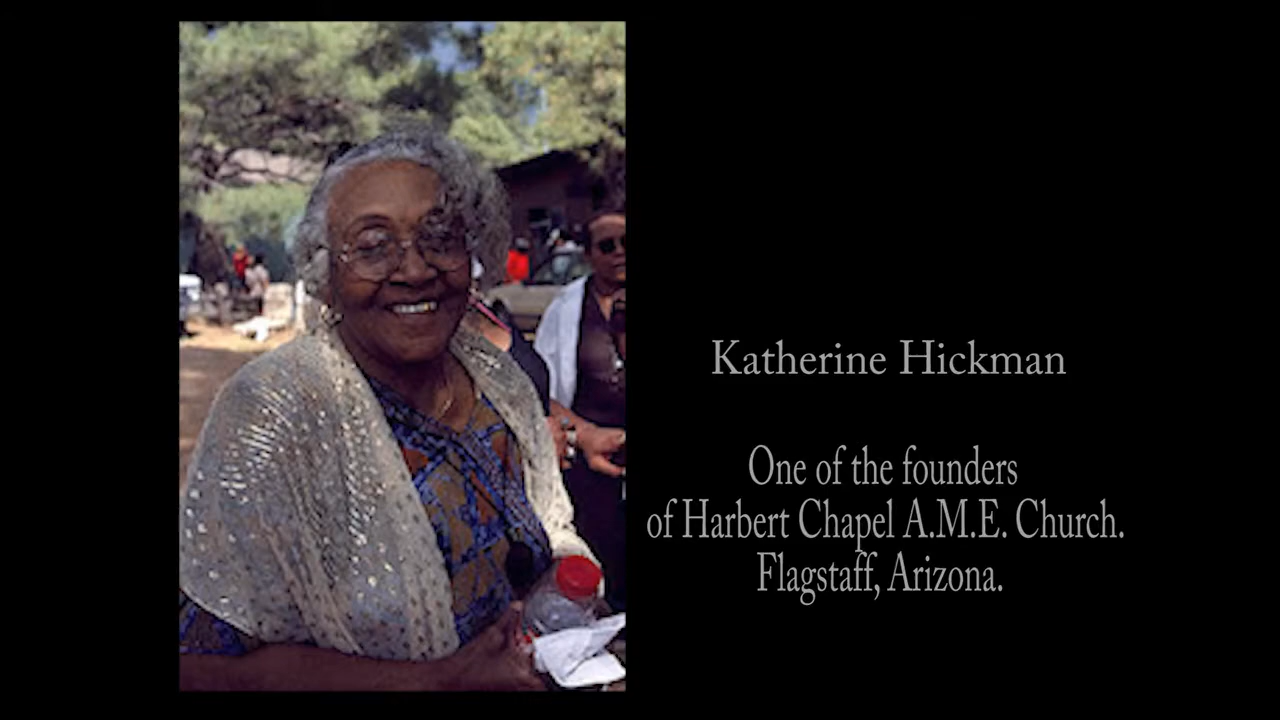 Katherine Hickman
One of the founders
of Harbert Chapel A.M.E. Church.
Flagstaff, Arizona.